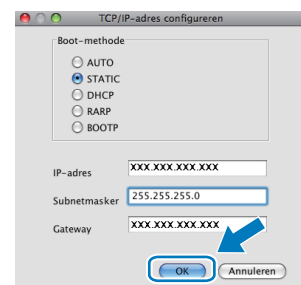 TCP/IP-adres configureren
Boot-methode
AUTO
STATIC
DHCP
RARP
BOOTP
IP-adres XXX.XXX.XXX.XXX
Subnetmasker 255.255.255.0
Gateway XXX.XXX.XXX.XXX
OK Annuleren